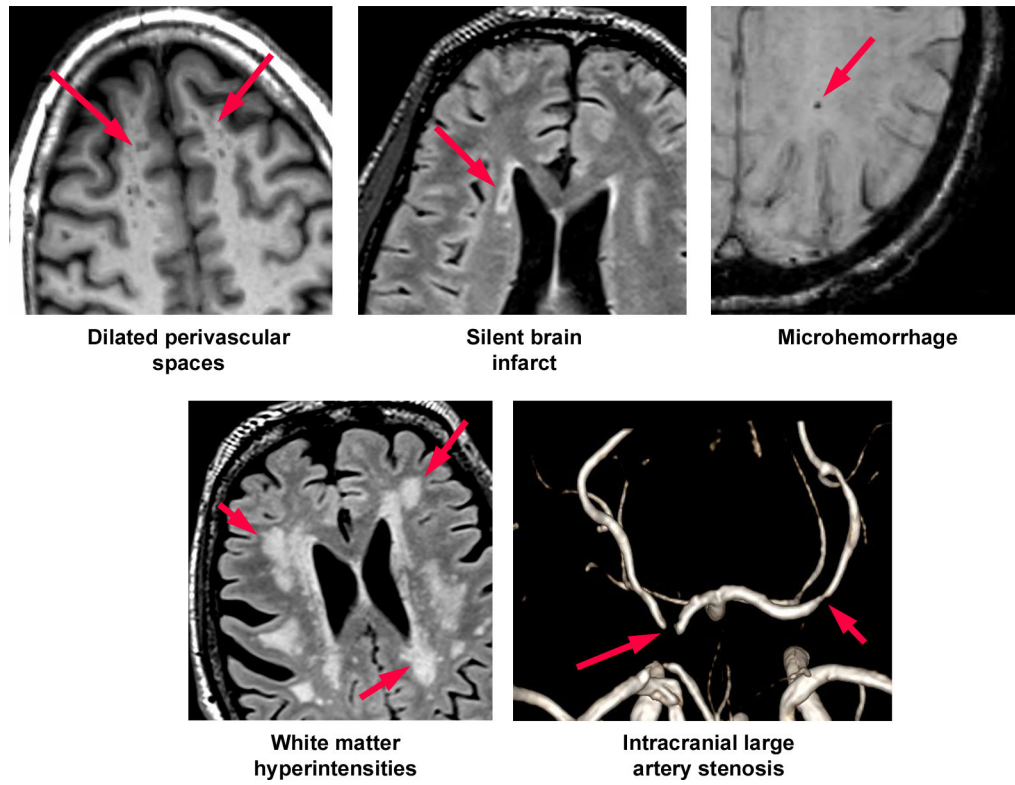 Dilated perivascular
spaces
Silent brain
infarct
Microhemorrhage
White matter
hyperintensities
Intracranial large
artery stenosis